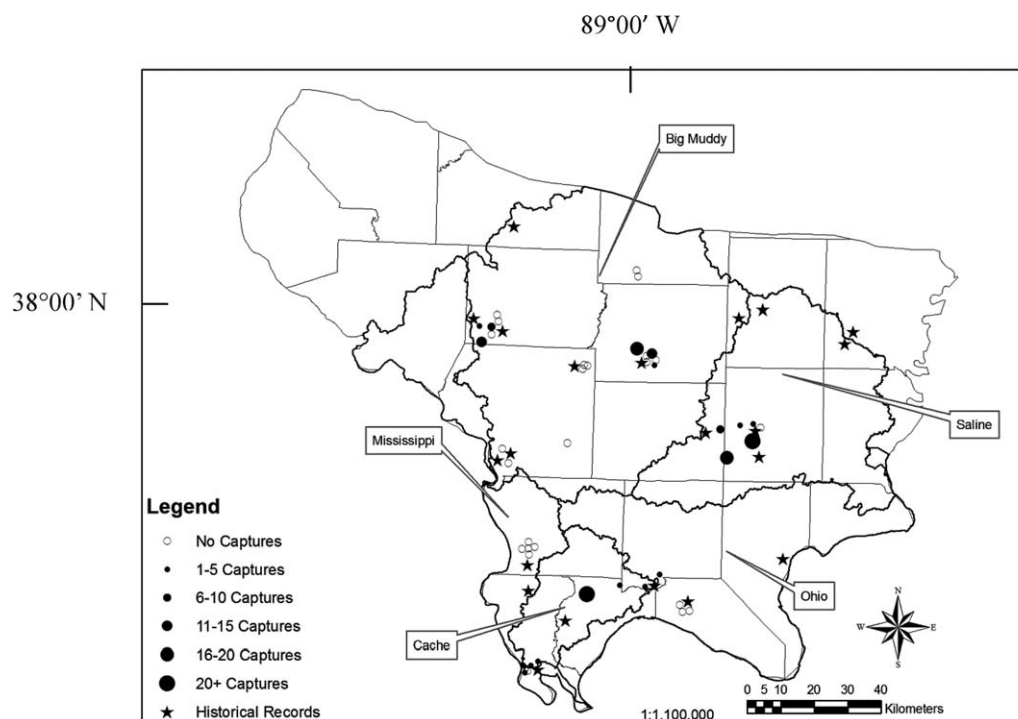 89°00' W
38°00' N
Big Muddy
Saline
Mississippi
Ohio
Cache
Legend
No Captures
1-5 Captures
6-10 Captures
11-15 Captures
16-20 Captures
20+ Captures
Historical Records
N
W E
S
0 5 10 20 30 40
Kilometers
1:1,100,000